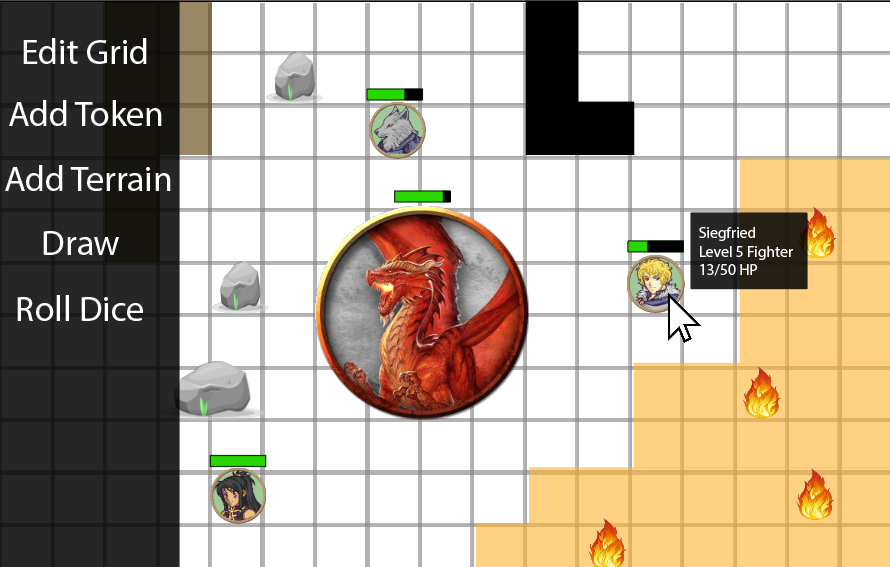 Edit Grid
Add Token
Add Terrain
Draw
Roll Dice
Siegfried
Level 5 Fighter
13/50 HP